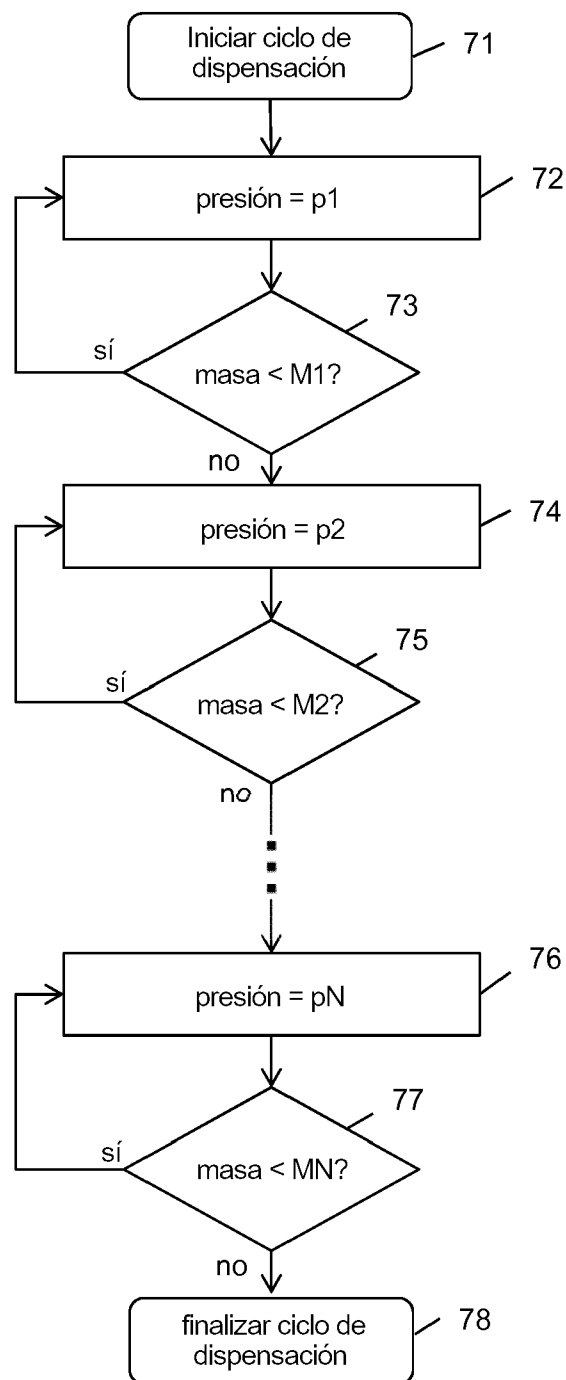 Iniciar ciclo de
dispensación
71
presión = p1
72
73
masa < M1?
sí
no
presión = p2
74
75
masa < M2?
sí
no
presión = pN
76
77
masa < MN?
sí
no
finalizar ciclo de
dispensación
78